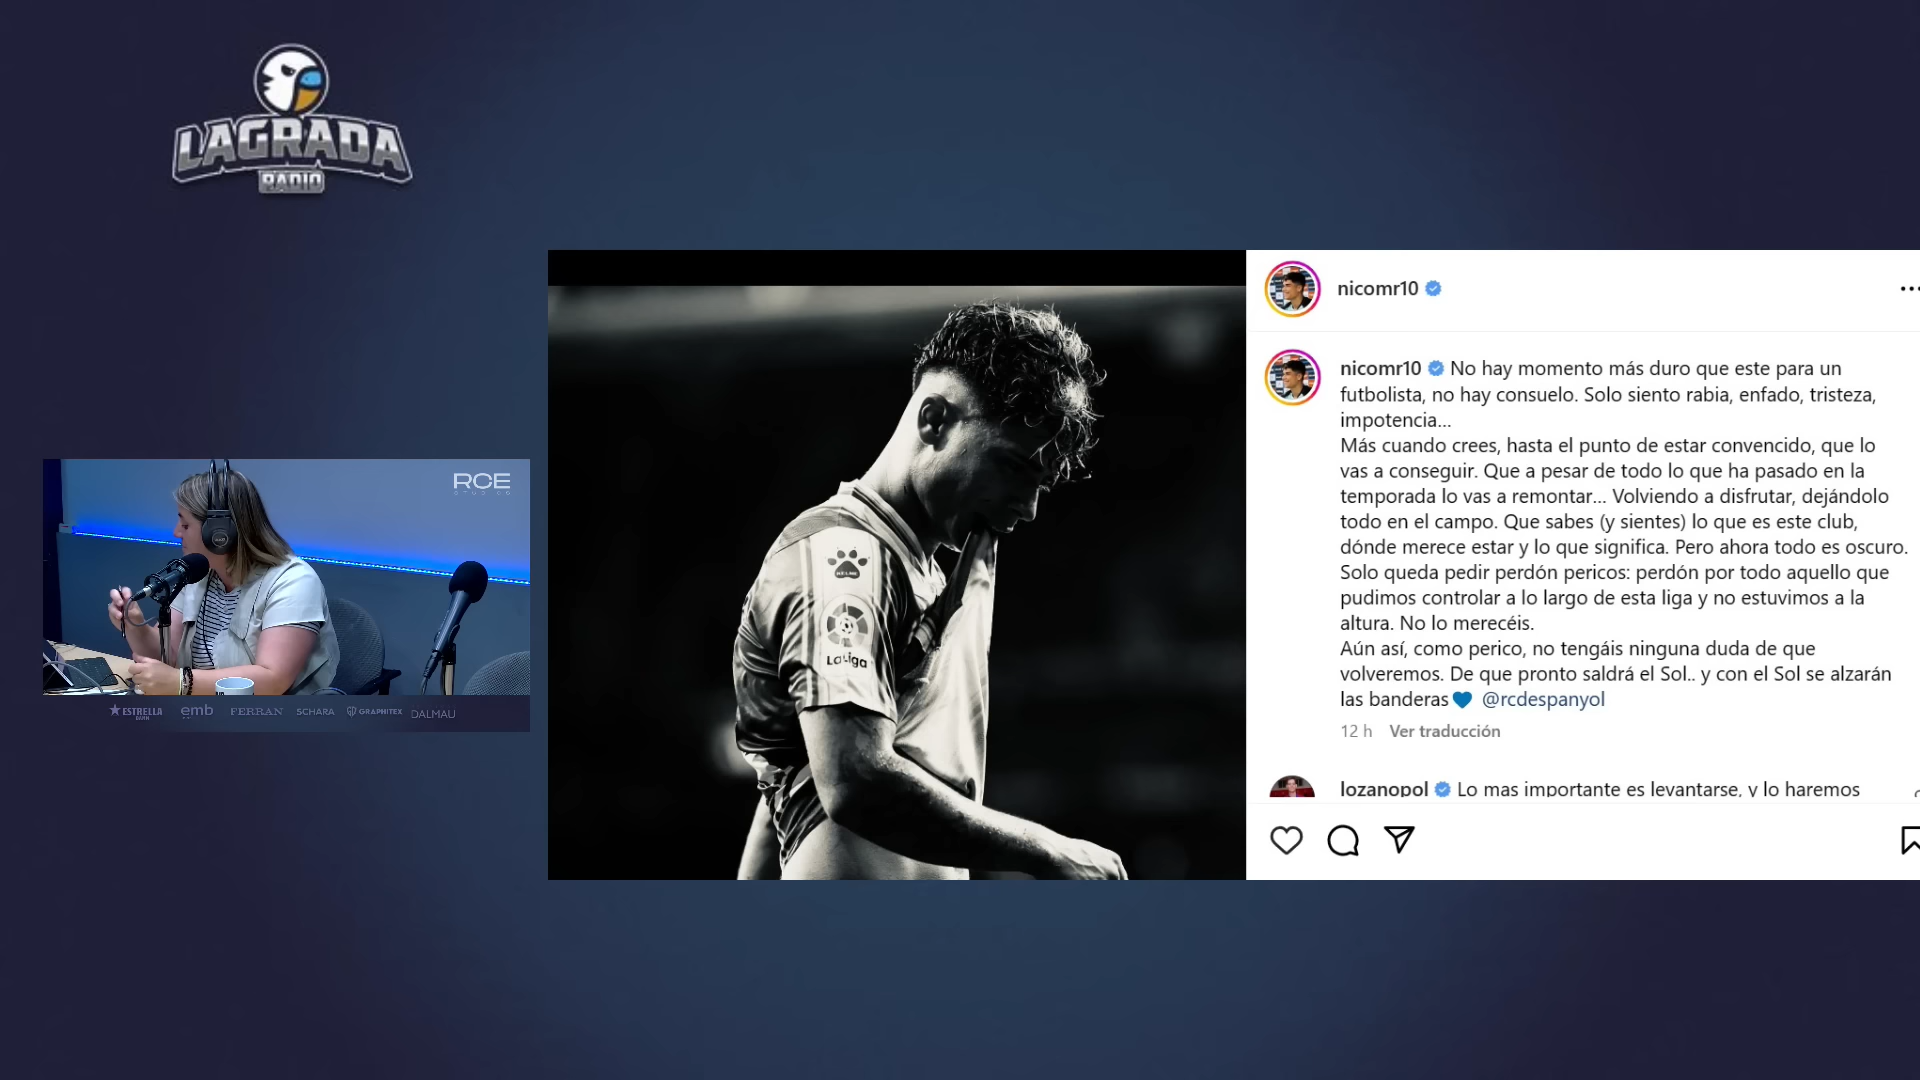 LAGRADA
RADIO
RCE
ESTRELLA
DAMM
emb
FERRAN
SCHARA
GRAPHITEX
DALMAU
KELME
LaLiga
nicomr10
nicomr10 No hay momento más duro que este para un
futbolista, no hay consuelo. Solo siento rabia, enfado, tristeza,
impotencia...
Más cuando crees, hasta el punto de estar convencido, que lo
vas a conseguir. Que a pesar de todo lo que ha pasado en la
temporada lo vas a remontar... Volviendo a disfrutar, dejándolo
todo en el campo. Que sabes (y sientes) lo que es este club,
dónde merece estar y lo que significa. Pero ahora todo es oscuro.
Solo queda pedir perdón pericos: perdón por todo aquello que
pudimos controlar a lo largo de esta liga y no estuvimos a la
altura. No lo merecéis.
Aún así, como perico, no tengáis ninguna duda de que
volveremos. De que pronto saldrá el Sol.. y con el Sol se alzarán
las banderas💙 @rcdespanyol
12 h Ver traducción
lozanopol Lo mas importante es levantarse, y lo haremos